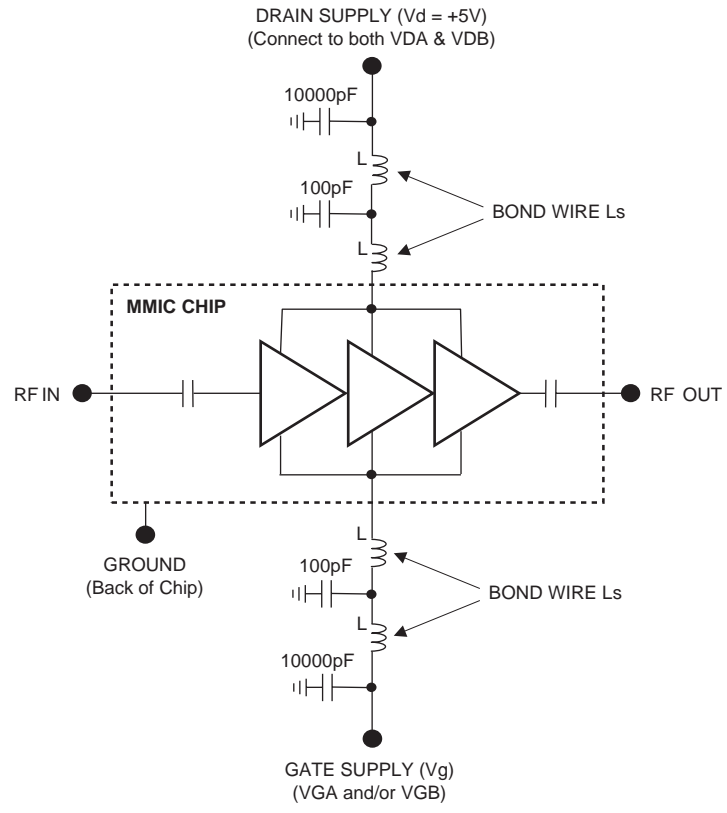 DRAIN SUPPLY (Vd = +5V)
(Connect to both VDA & VDB)
10000pF
L
100pF
BOND WIRE Ls
L
MMIC CHIP
RF IN
RF OUT
GROUND
(Back of Chip)
L
100pF
BOND WIRE Ls
L
10000pF
GATE SUPPLY (Vg)
(VGA and/or VGB)